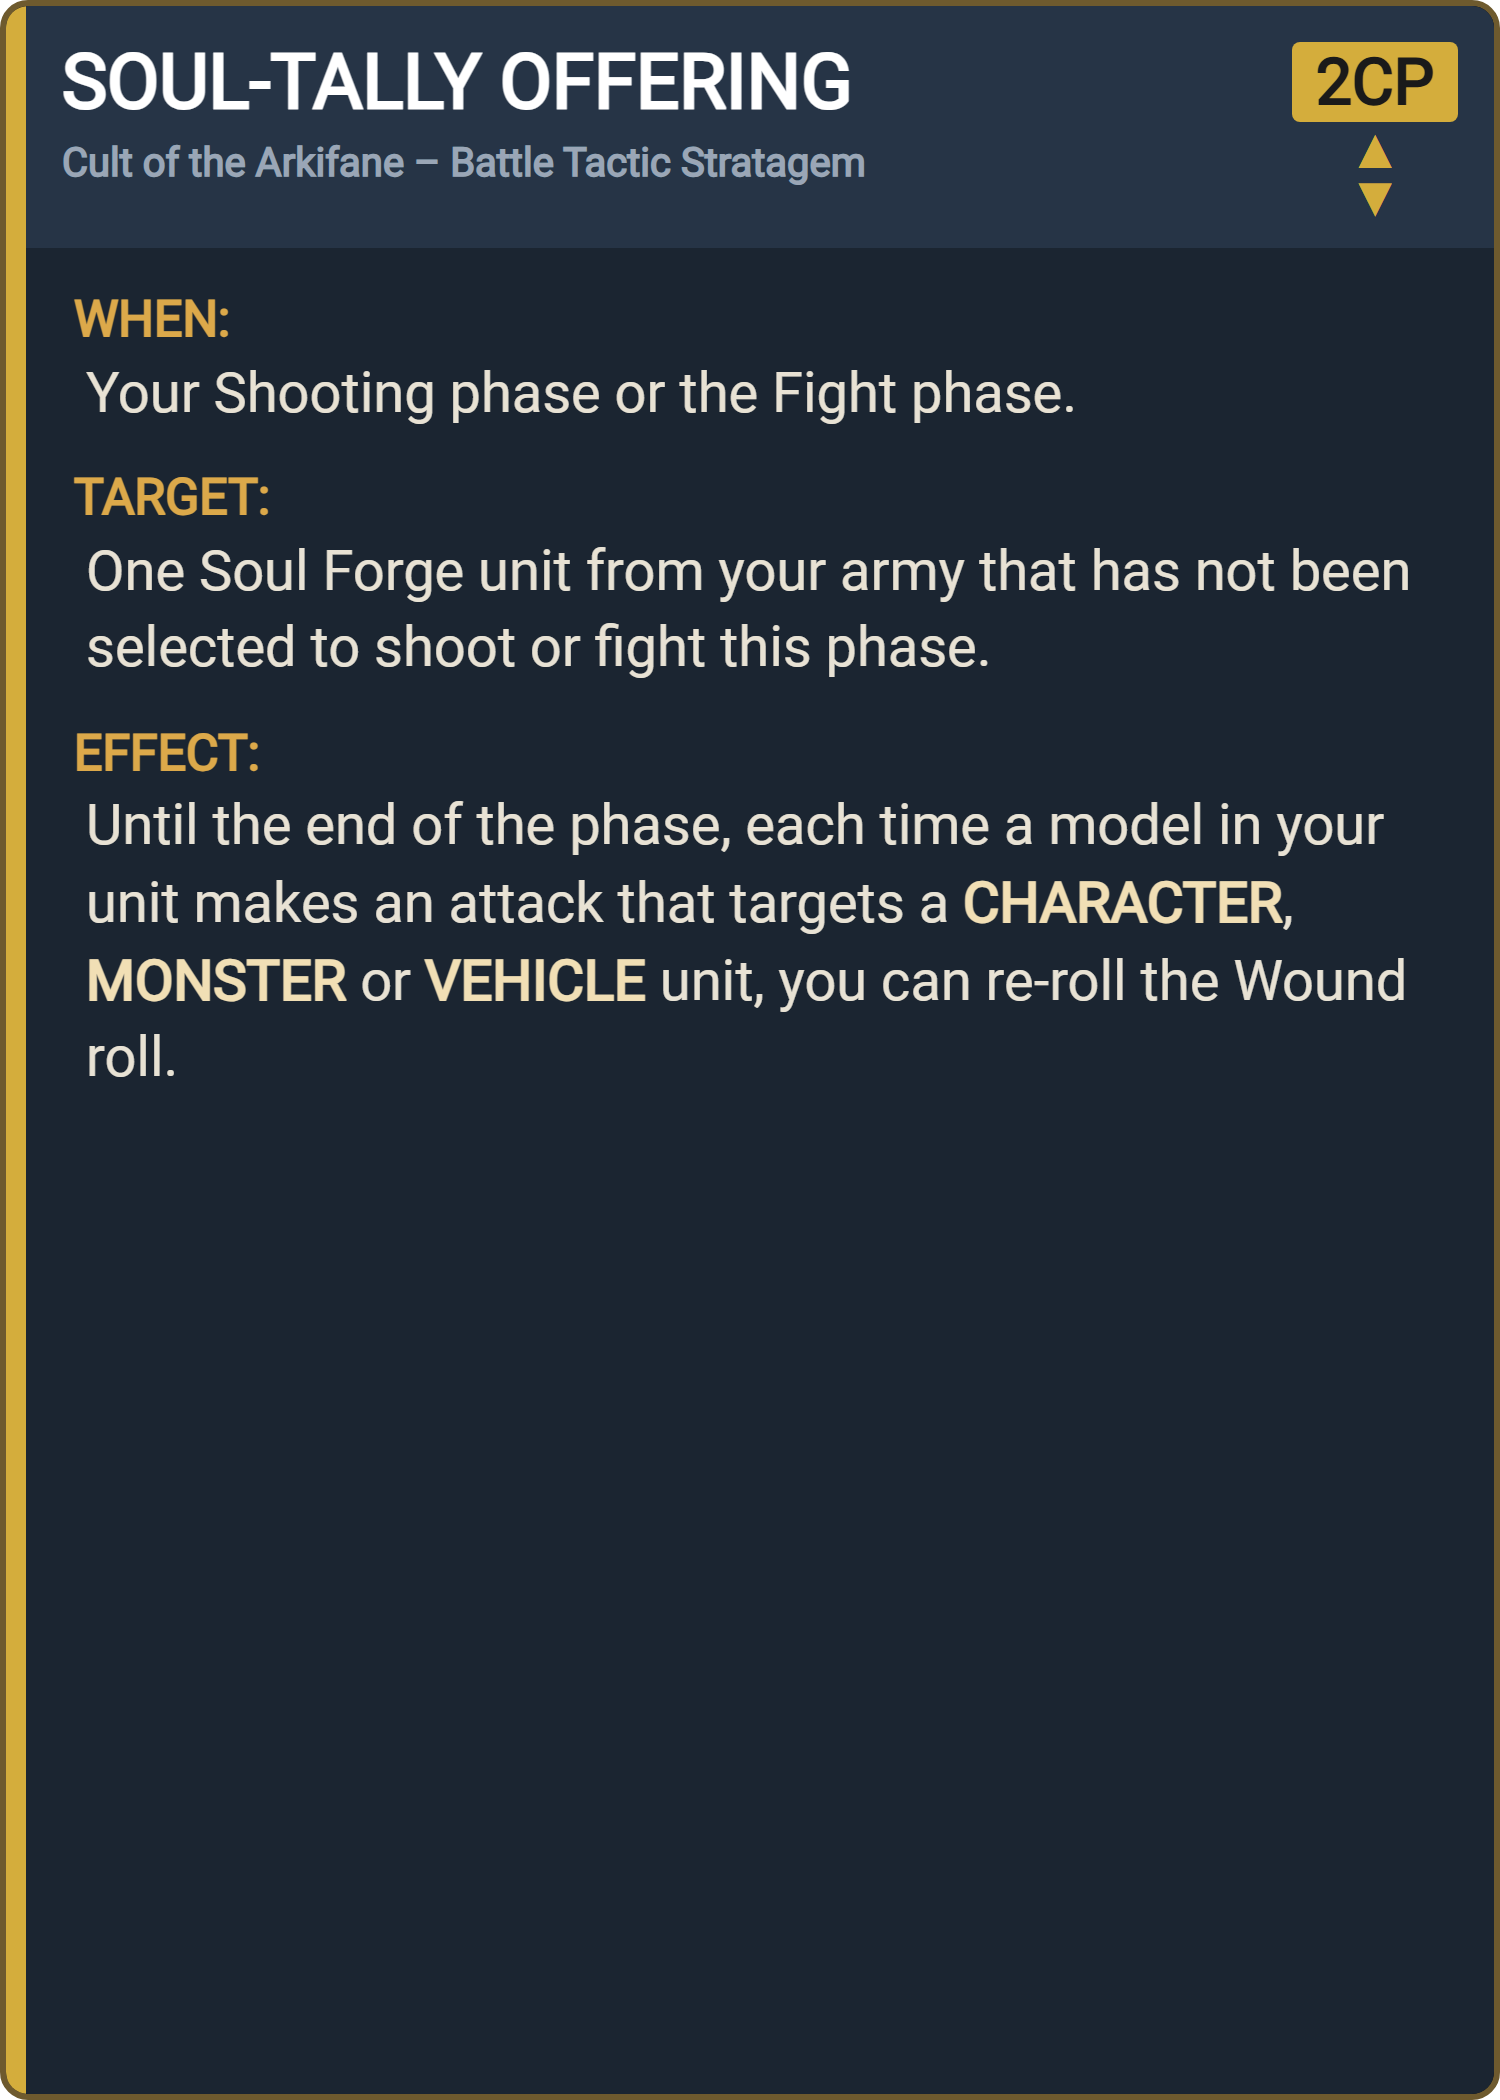 SOUL-TALLY OFFERING
2CP
Cult of the Arkifane – Battle Tactic Stratagem
WHEN:
Your Shooting phase or the Fight phase.
TARGET:
One Soul Forge unit from your army that has not been
selected to shoot or fight this phase.
EFFECT:
Until the end of the phase, each time a model in your
unit makes an attack that targets a CHARACTER,
MONSTER or VEHICLE unit, you can re-roll the Wound
roll.